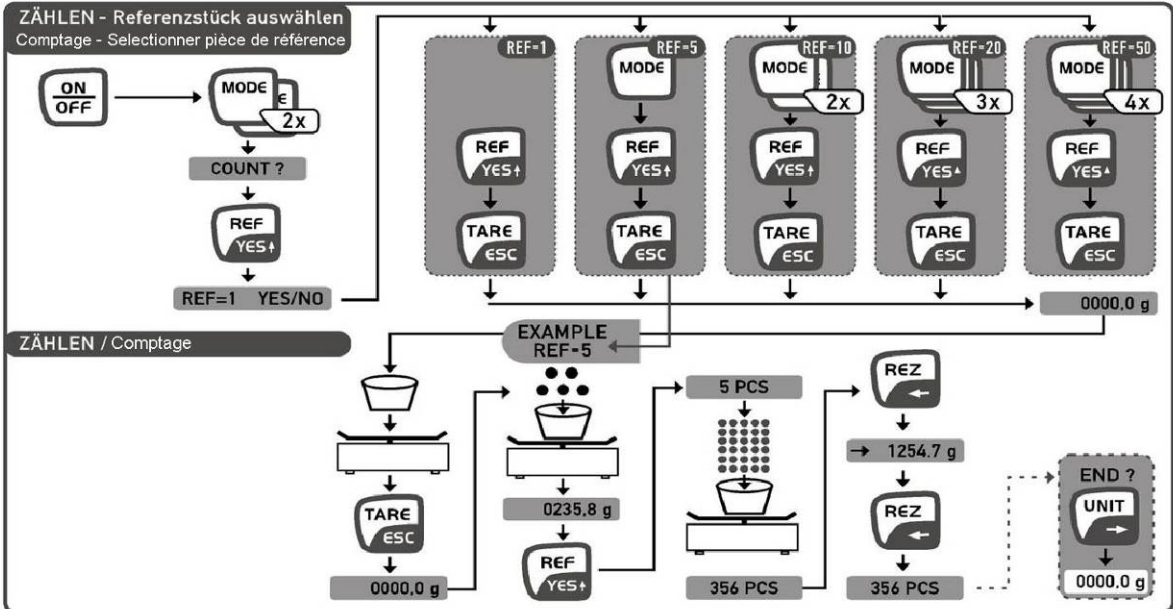 ZÄHLEN - Referenzstück auswählen
Comptage - Selectionner pièce de référence
ON
OFF
MODE
E
2x
COUNT ?
REF
YES
REF=1 YES/NO
REF=1
REF
YES
TARE
ESC
REF=5
MODE
REF
YES
TARE
ESC
REF=10
MODE
2x
REF
YES
TARE
ESC
REF=20
MODE
3x
REF
YES
TARE
ESC
REF=50
MODE
4x
REF
YES
TARE
ESC
0000,0 g
ZÄHLEN / Comptage
TARE
ESC
0000,0 g
EXAMPLE
REF=5
0235,8 g
REF
YES
5 PCS
356 PCS
REZ
1254.7 g
REZ
356 PCS
END ?
UNIT
0000,0 g